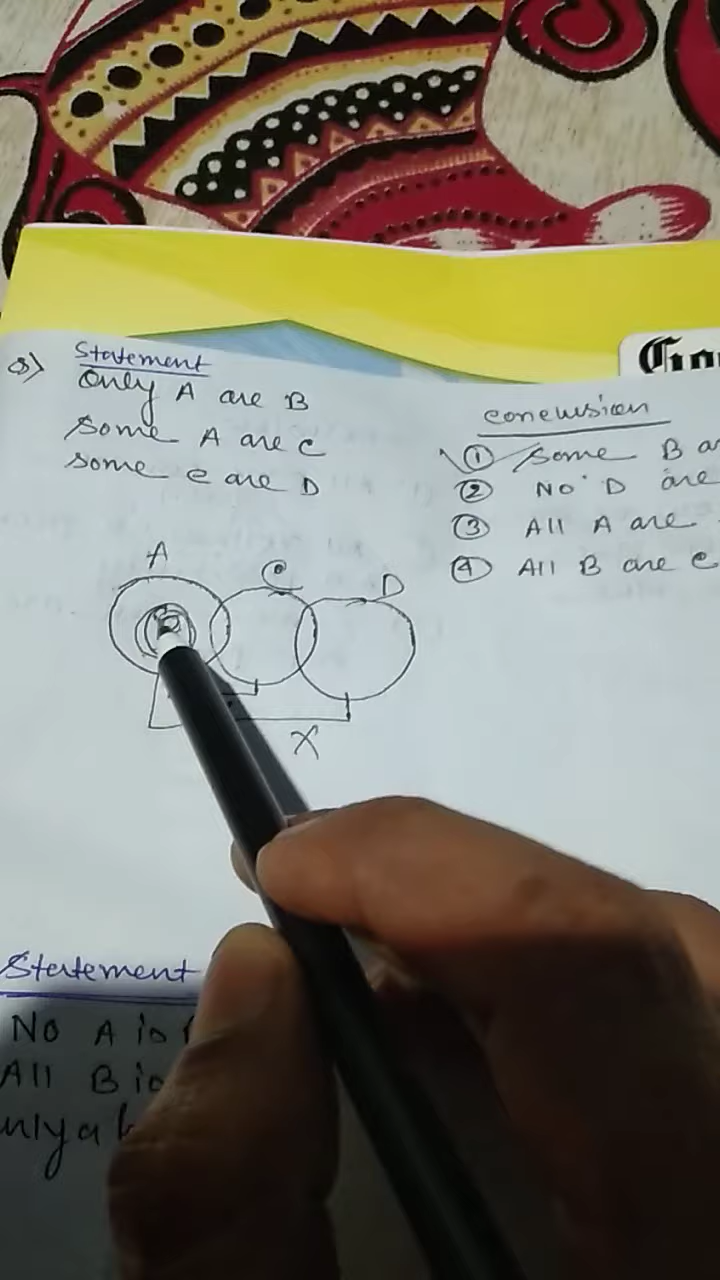 Q>
Statement
Only A are B
Some A are C
Some C are D
conclusion
① Some B
② No D are
③ All A are
④ All B are C
A
C
D
B
X
Statement
No A is
All B is